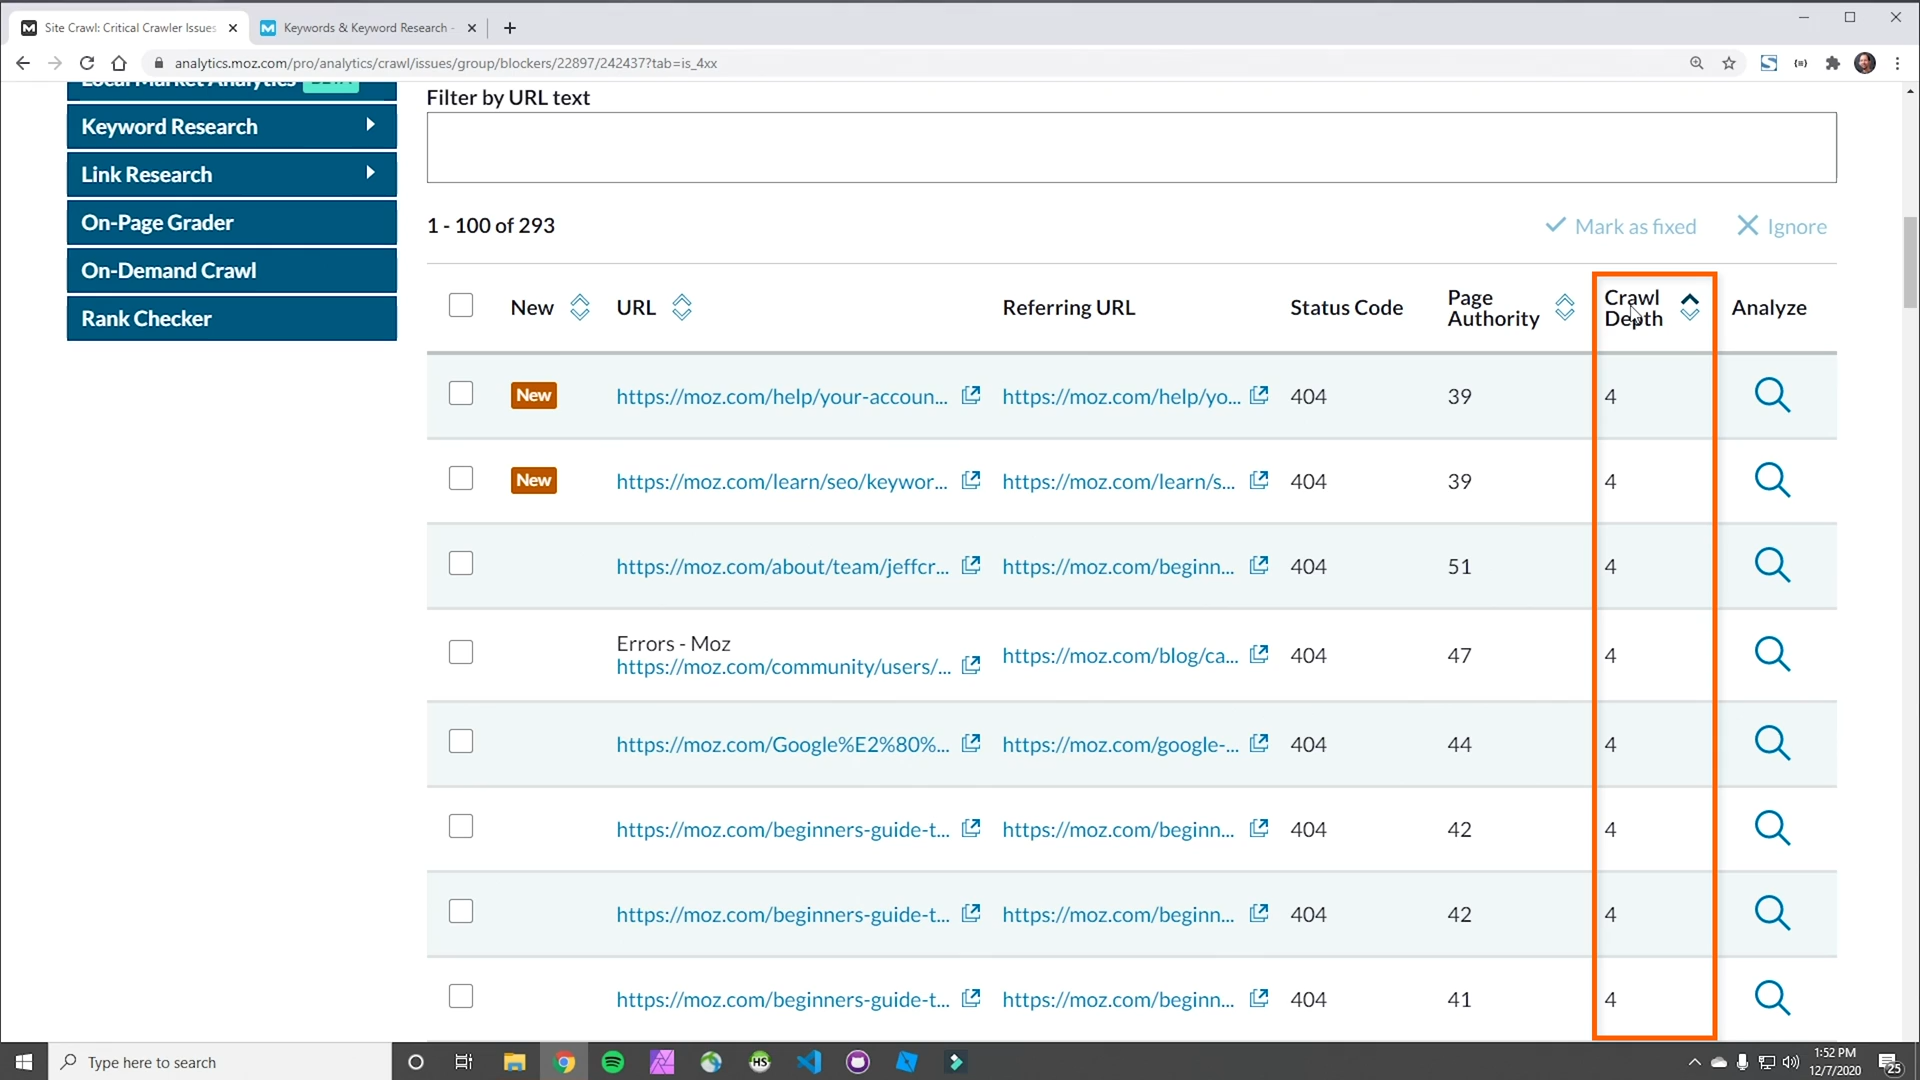 Site Crawl: Critical Crawler Issues
Keywords & Keyword Research -
analytics.moz.com/pro/analytics/crawl/issues/group/blockers/22897/242437?tab=is_4xx
Local Market Analytics
Keyword Research
Link Research
On-Page Grader
On-Demand Crawl
Rank Checker
Filter by URL text
1 - 100 of 293
Mark as fixed
Ignore
New URL Referring URL Status Code Page Authority Crawl Depth Analyze
New https://moz.com/help/your-accoun... https://moz.com/help/yo... 404 39 4
New https://moz.com/learn/seo/keywor... https://moz.com/learn/s... 404 39 4
https://moz.com/about/team/jeffcr... https://moz.com/beginn... 404 51 4
Errors - Moz
https://moz.com/community/users/... https://moz.com/blog/ca... 404 47 4
https://moz.com/Google%E2%80%... https://moz.com/google-... 404 44 4
https://moz.com/beginners-guide-t... https://moz.com/beginn... 404 42 4
https://moz.com/beginners-guide-t... https://moz.com/beginn... 404 42 4
https://moz.com/beginners-guide-t... https://moz.com/beginn... 404 41 4
Type here to search
HS
1:52 PM
12/7/2020
25